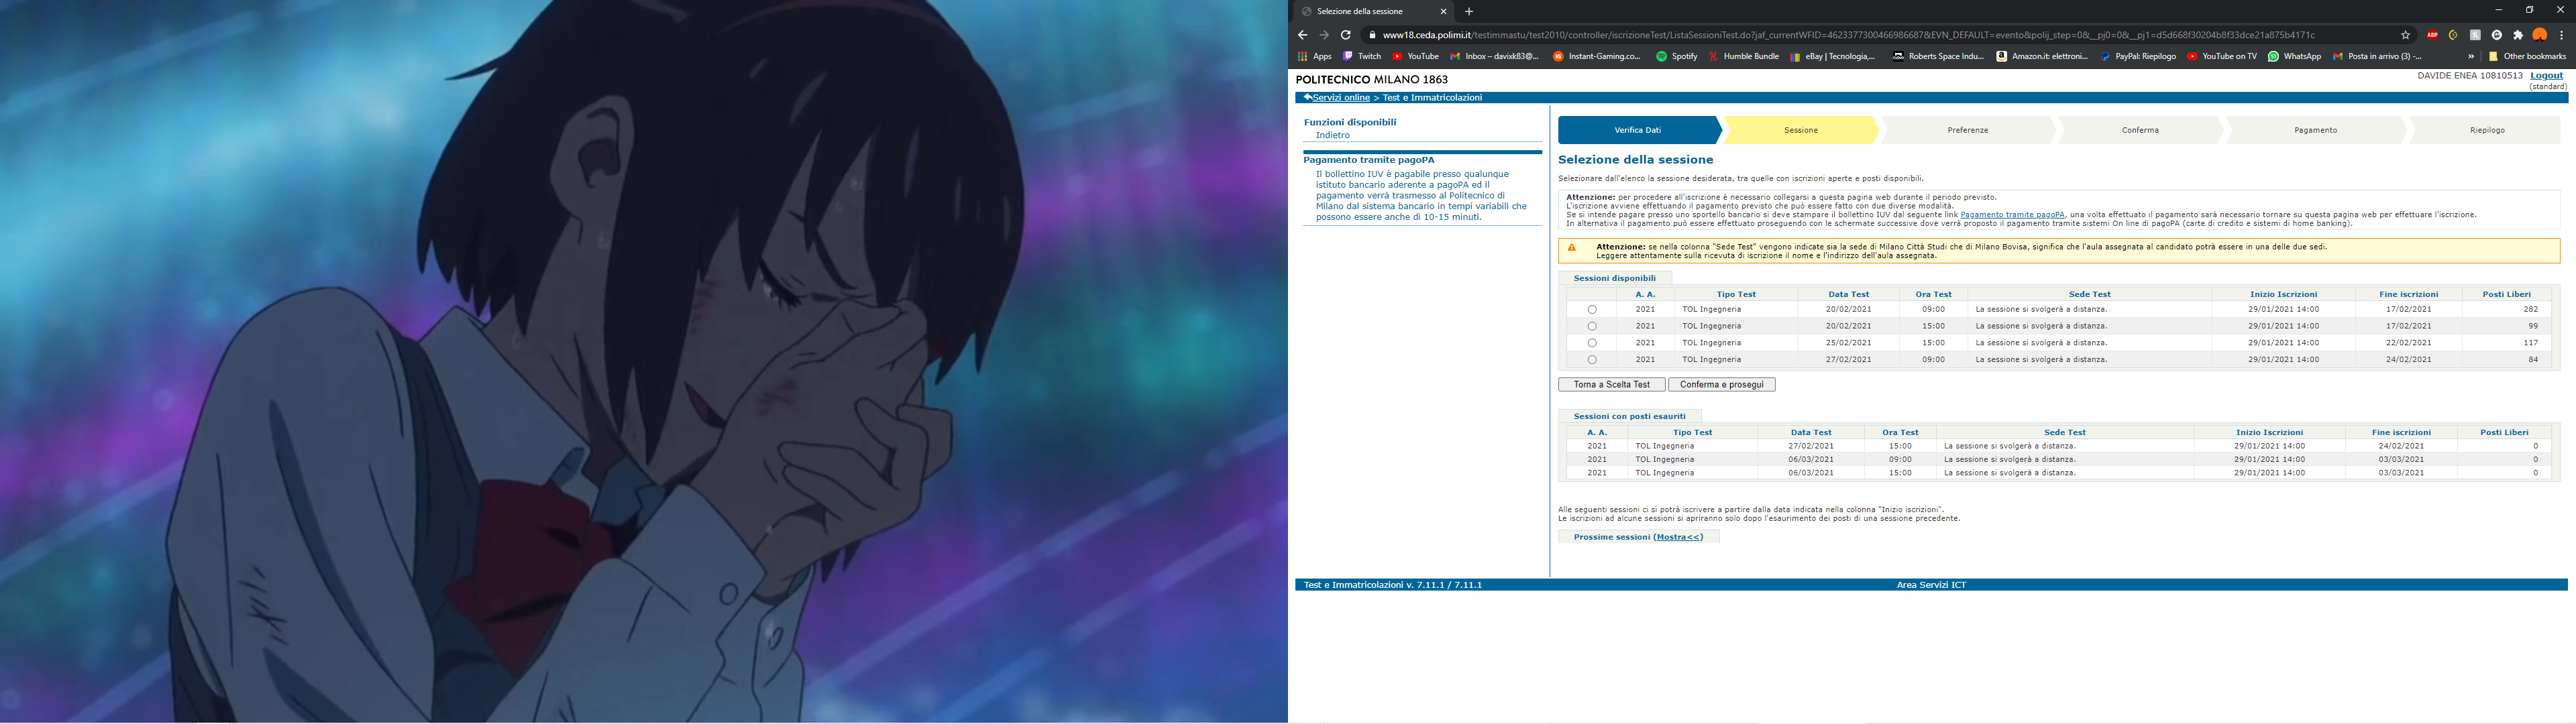 Selezione della sessione
www18.ceda.polimi.it/testimmastu/test2010/controller/iscrizioneTest/ListaSessioniTest.do?jaf_currentWFID=4623377300466986687&EVN_DEFAULT=evento&polij_step=0&__pj0=0&__pj1=d5d668f30204b8f33dce21a875b4171c
ABP
Apps Twitch YouTube Inbox – davixk83@... Instant-Gaming.co... Spotify Humble Bundle eBay | Tecnologia,... Roberts Space Indu... Amazon.it: elettroni... PayPal: Riepilogo YouTube on TV WhatsApp Posta in arrivo (3) -... » Other bookmarks
POLITECNICO MILANO 1863
DAVIDE ENEA 10810513 Logout
(standard)
Servizi online > Test e Immatricolazioni
Funzioni disponibili
Indietro
Pagamento tramite pagoPA
Il bollettino IUV è pagabile presso qualunque
istituto bancario aderente a pagoPA ed il
pagamento verrà trasmesso al Politecnico di
Milano dal sistema bancario in tempi variabili che
possono essere anche di 10-15 minuti.
Verifica Dati Sessione Preferenze Conferma Pagamento Riepilogo
Selezione della sessione
Selezionare dall'elenco la sessione desiderata, tra quelle con iscrizioni aperte e posti disponibili.
Attenzione: per procedere all'iscrizione è necessario collegarsi a questa pagina web durante il periodo previsto.
L'iscrizione avviene effettuando il pagamento previsto che può essere fatto con due diverse modalità.
Se si intende pagare presso uno sportello bancario si deve stampare il bollettino IUV dal seguente link Pagamento tramite pagoPA, una volta effettuato il pagamento sarà necessario tornare su questa pagina web per effettuare l'iscrizione.
In alternativa il pagamento può essere effettuato proseguendo con le schermate successive dove verrà proposto il pagamento tramite sistemi On line di pagoPA (carte di credito e sistemi di home banking).
Attenzione: se nella colonna "Sede Test" vengono indicate sia la sede di Milano Città Studi che di Milano Bovisa, significa che l'aula assegnata al candidato potrà essere in una delle due sedi.
Leggere attentamente sulla ricevuta di iscrizione il nome e l'indirizzo dell'aula assegnata.
Sessioni disponibili
A. A. Tipo Test Data Test Ora Test Sede Test Inizio Iscrizioni Fine iscrizioni Posti Liberi
2021 TOL Ingegneria 20/02/2021 09:00 La sessione si svolgerà a distanza. 29/01/2021 14:00 17/02/2021 282
2021 TOL Ingegneria 20/02/2021 15:00 La sessione si svolgerà a distanza. 29/01/2021 14:00 17/02/2021 99
2021 TOL Ingegneria 25/02/2021 15:00 La sessione si svolgerà a distanza. 29/01/2021 14:00 22/02/2021 117
2021 TOL Ingegneria 27/02/2021 09:00 La sessione si svolgerà a distanza. 29/01/2021 14:00 24/02/2021 84
Torna a Scelta Test Conferma e prosegui
Sessioni con posti esauriti
A. A. Tipo Test Data Test Ora Test Sede Test Inizio Iscrizioni Fine iscrizioni Posti Liberi
2021 TOL Ingegneria 27/02/2021 15:00 La sessione si svolgerà a distanza. 29/01/2021 14:00 24/02/2021 0
2021 TOL Ingegneria 06/03/2021 09:00 La sessione si svolgerà a distanza. 29/01/2021 14:00 03/03/2021 0
2021 TOL Ingegneria 06/03/2021 15:00 La sessione si svolgerà a distanza. 29/01/2021 14:00 03/03/2021 0
Alle seguenti sessioni ci si potrà iscrivere a partire dalla data indicata nella colonna "Inizio iscrizioni".
Le iscrizioni ad alcune sessioni si apriranno solo dopo l'esaurimento dei posti di una sessione precedente.
Prossime sessioni (Mostra<<)
Test e Immatricolazioni v. 7.11.1 / 7.11.1 Area Servizi ICT